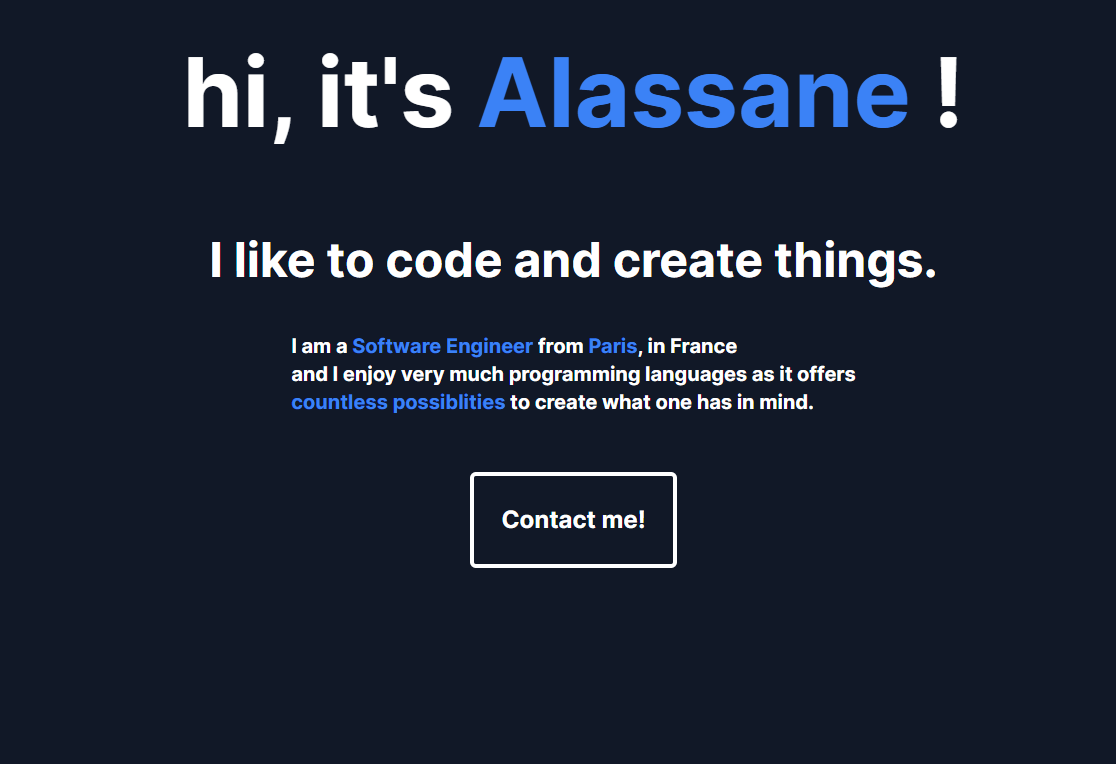 hi, it's Alassane !
I like to code and create things.
I am a Software Engineer from Paris, in France
and I enjoy very much programming languages as it offers
countless possiblities to create what one has in mind.
Contact me!